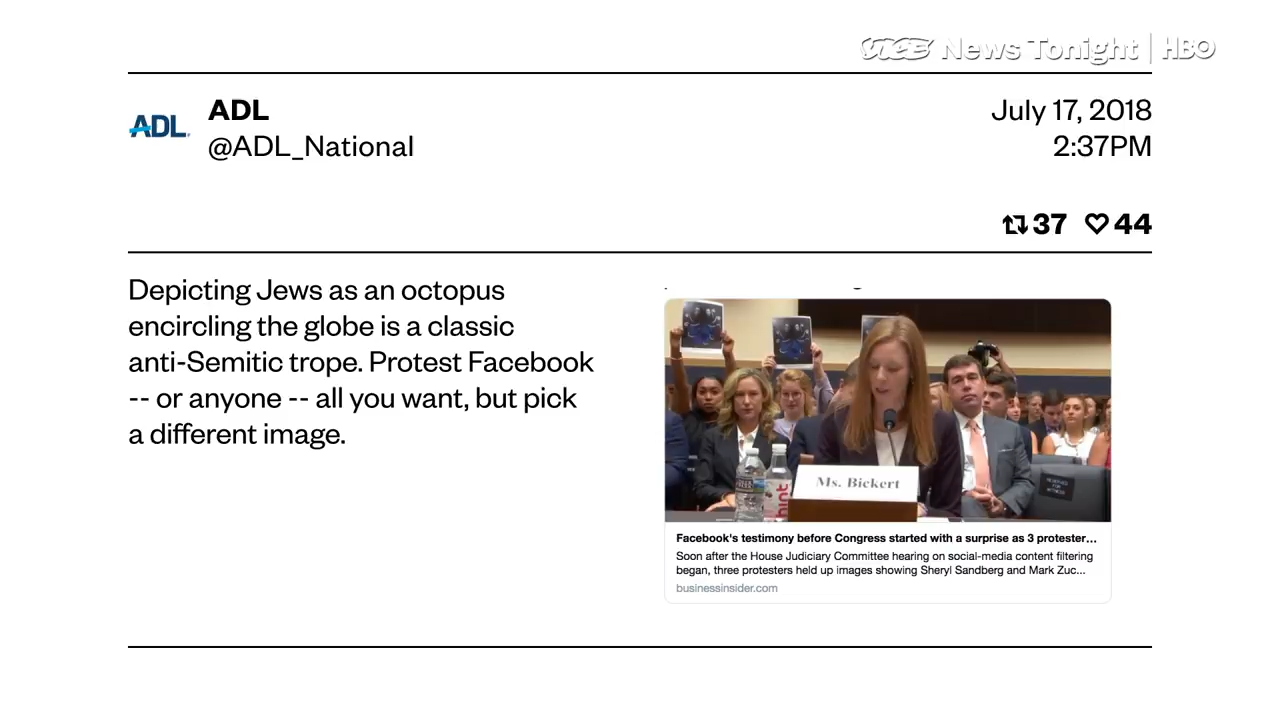 VICE News Tonight | HBO
ADL
ADL
@ADL_National
July 17, 2018
2:37PM
37 44
Depicting Jews as an octopus
encircling the globe is a classic
anti-Semitic trope. Protest Facebook
-- or anyone -- all you want, but pick
a different image.
Ms. Bickert
hint
RESERVED
FOR
WITNESS
Facebook's testimony before Congress started with a surprise as 3 protester...
Soon after the House Judiciary Committee hearing on social-media content filtering
began, three protesters held up images showing Sheryl Sandberg and Mark Zuc...
businessinsider.com